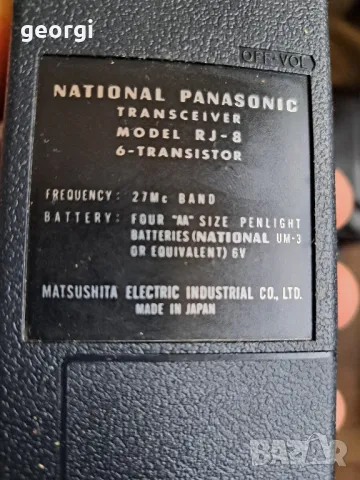 georgi
OFF•VOL
NATIONAL PANASONIC
TRANSCEIVER
MODEL RJ-8
6-TRANSISTOR
FREQUENCY: 27Mc BAND
BATTERY: FOUR "AA" SIZE PENLIGHT
BATTERIES (NATIONAL UM-3
OR EQUIVALENT) 6V
MATSUSHITA ELECTRIC INDUSTRIAL CO., LTD.
MADE IN JAPAN
BAZAR